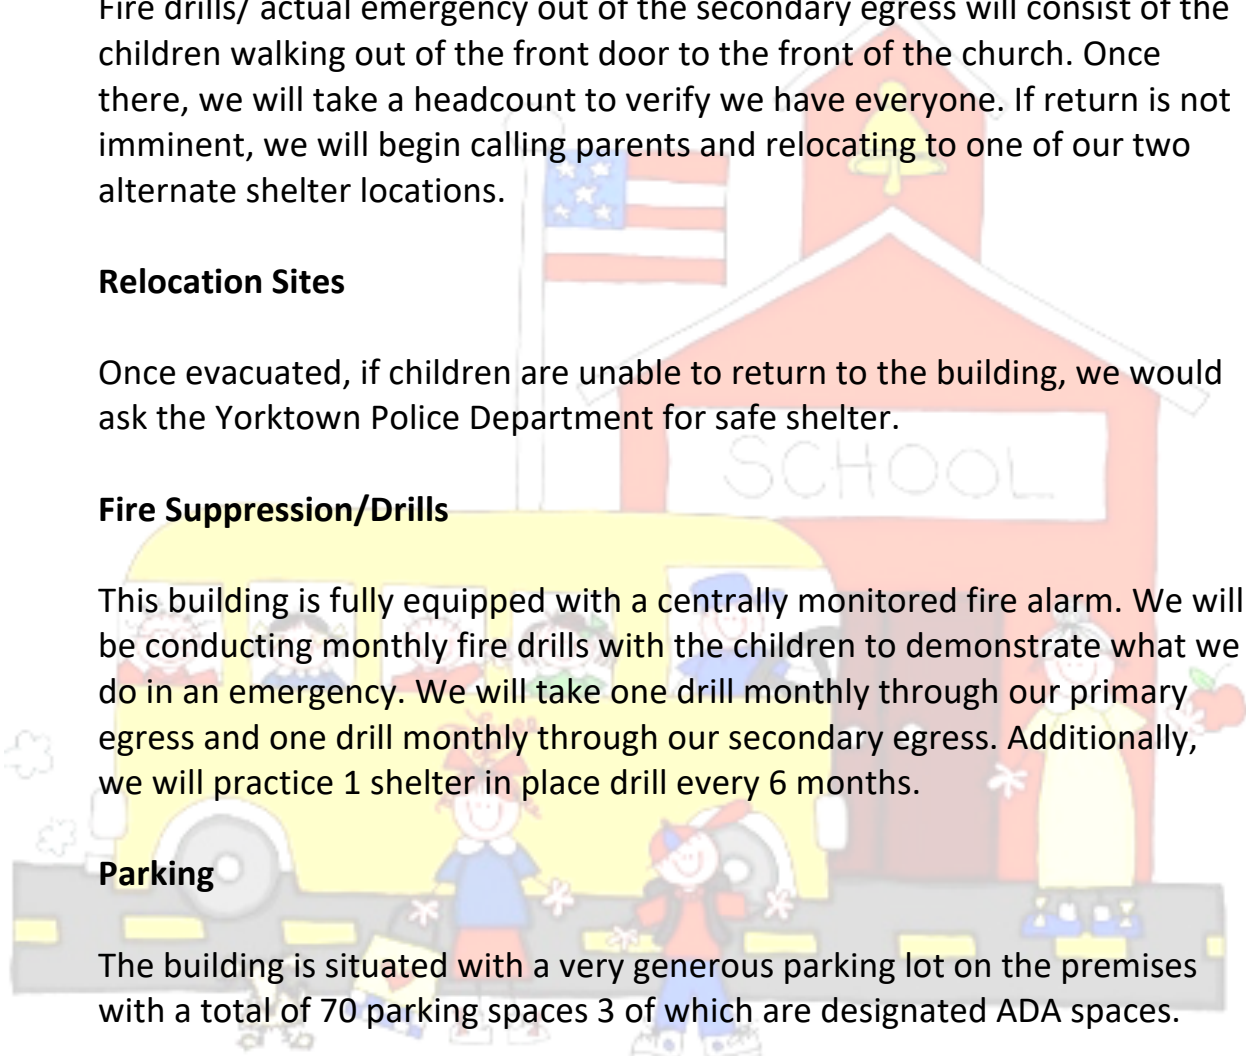 Fire drills/ actual emergency out of the secondary egress will consist of the
children walking out of the front door to the front of the church. Once
there, we will take a headcount to verify we have everyone. If return is not
imminent, we will begin calling parents and relocating to one of our two
alternate shelter locations.
Relocation Sites
Once evacuated, if children are unable to return to the building, we would
ask the Yorktown Police Department for safe shelter.
SCHOOL
Fire Suppression/Drills
This building is fully equipped with a centrally monitored fire alarm. We will
be conducting monthly fire drills with the children to demonstrate what we
do in an emergency. We will take one drill monthly through our primary
egress and one drill monthly through our secondary egress. Additionally,
we will practice 1 shelter in place drill every 6 months.
Parking
The building is situated with a very generous parking lot on the premises
with a total of 70 parking spaces 3 of which are designated ADA spaces.